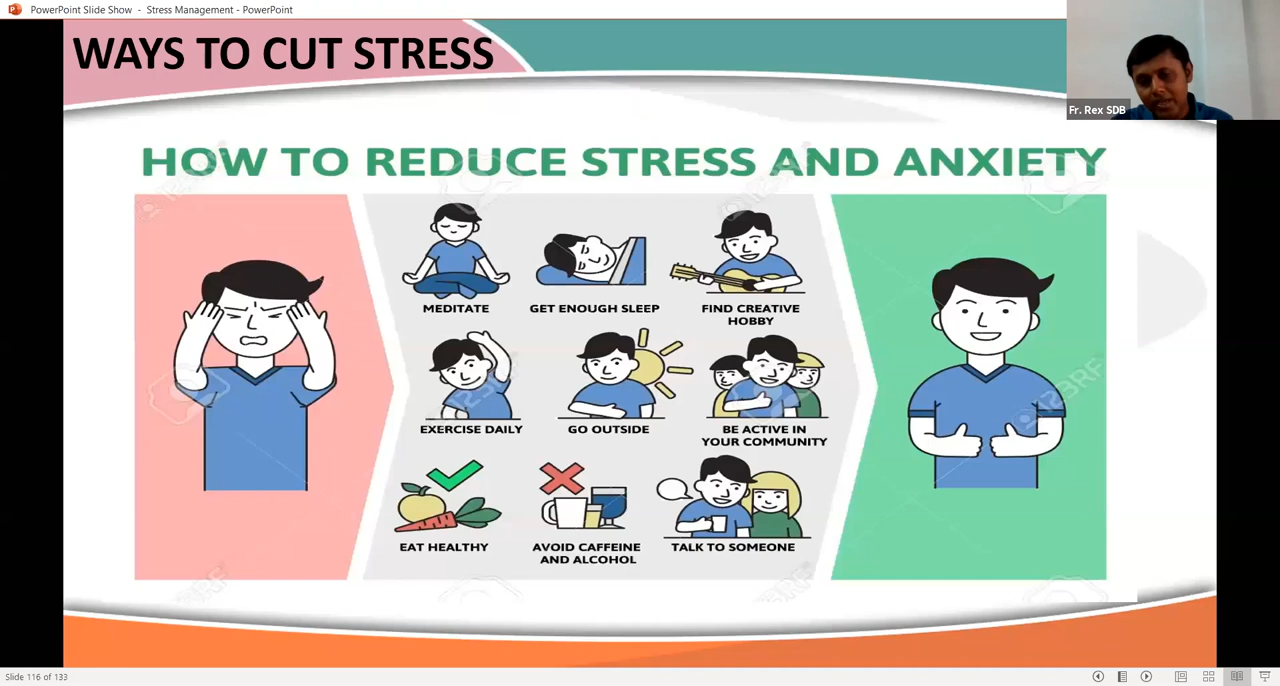 PowerPoint Slide Show - Stress Management - PowerPoint
WAYS TO CUT STRESS
Fr. Rex SDB
HOW TO REDUCE STRESS AND ANXIETY
MEDITATE
GET ENOUGH SLEEP
FIND CREATIVE
HOBBY
EXERCISE DAILY
GO OUTSIDE
BE ACTIVE IN
YOUR COMMUNITY
EAT HEALTHY
AVOID CAFFEINE
AND ALCOHOL
TALK TO SOMEONE
123RF
Slide 116 of 133